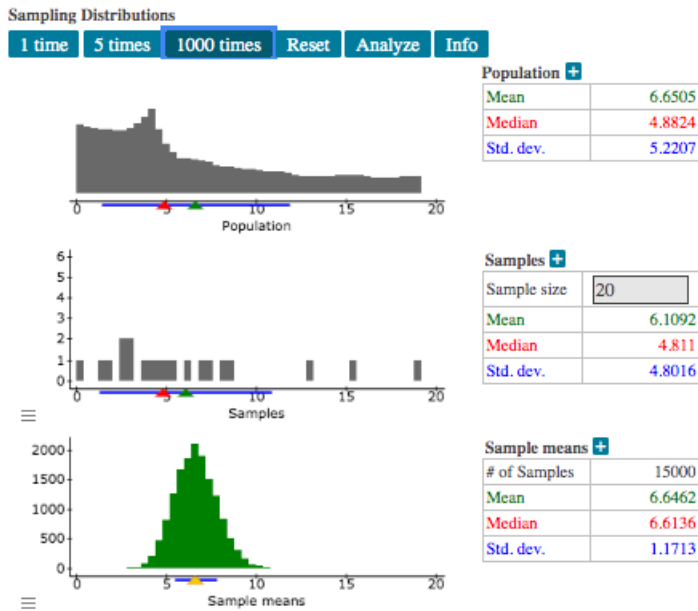 Sampling Distributions
1 time 5 times 1000 times Reset Analyze Info
Population +
Mean 6.6505
Median 4.8824
Std. dev. 5.2207
0 5 10 15 20
Population
Samples +
Sample size 20
Mean 6.1092
Median 4.811
Std. dev. 4.8016
6
5
4
3
2
1
0
0 5 10 15 20
Samples
Sample means +
# of Samples 15000
Mean 6.6462
Median 6.6136
Std. dev. 1.1713
2000
1500
1000
500
0
0 5 10 15 20
Sample means